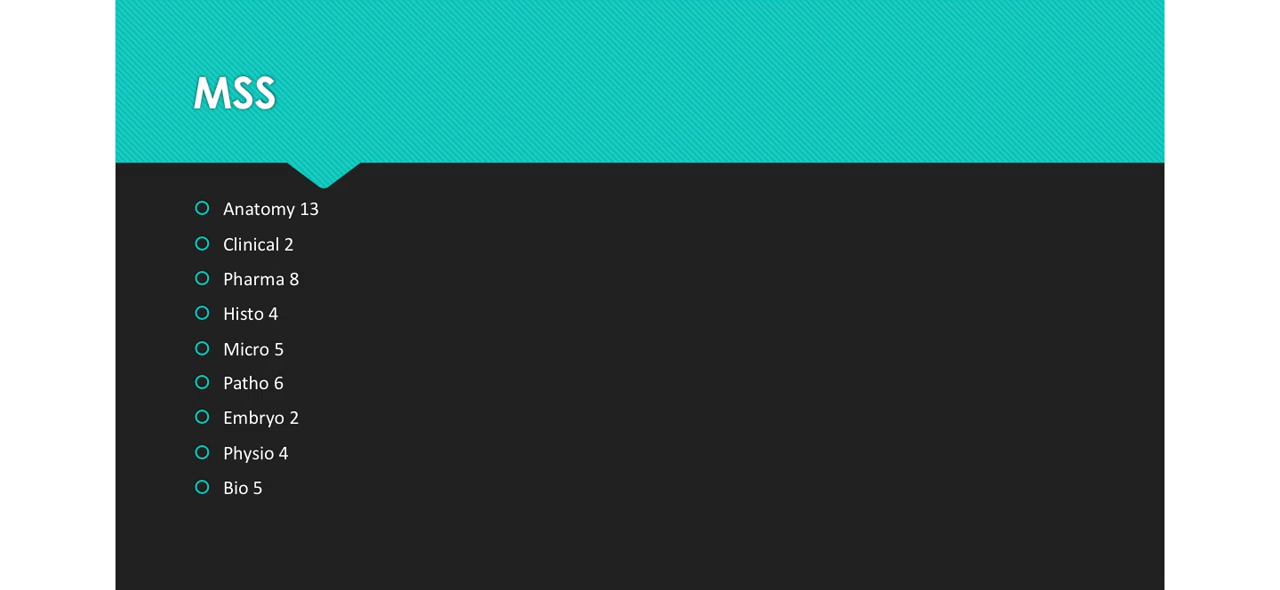 MSS
Anatomy 13
Clinical 2
Pharma 8
Histo 4
Micro 5
Patho 6
Embryo 2
Physio 4
Bio 5